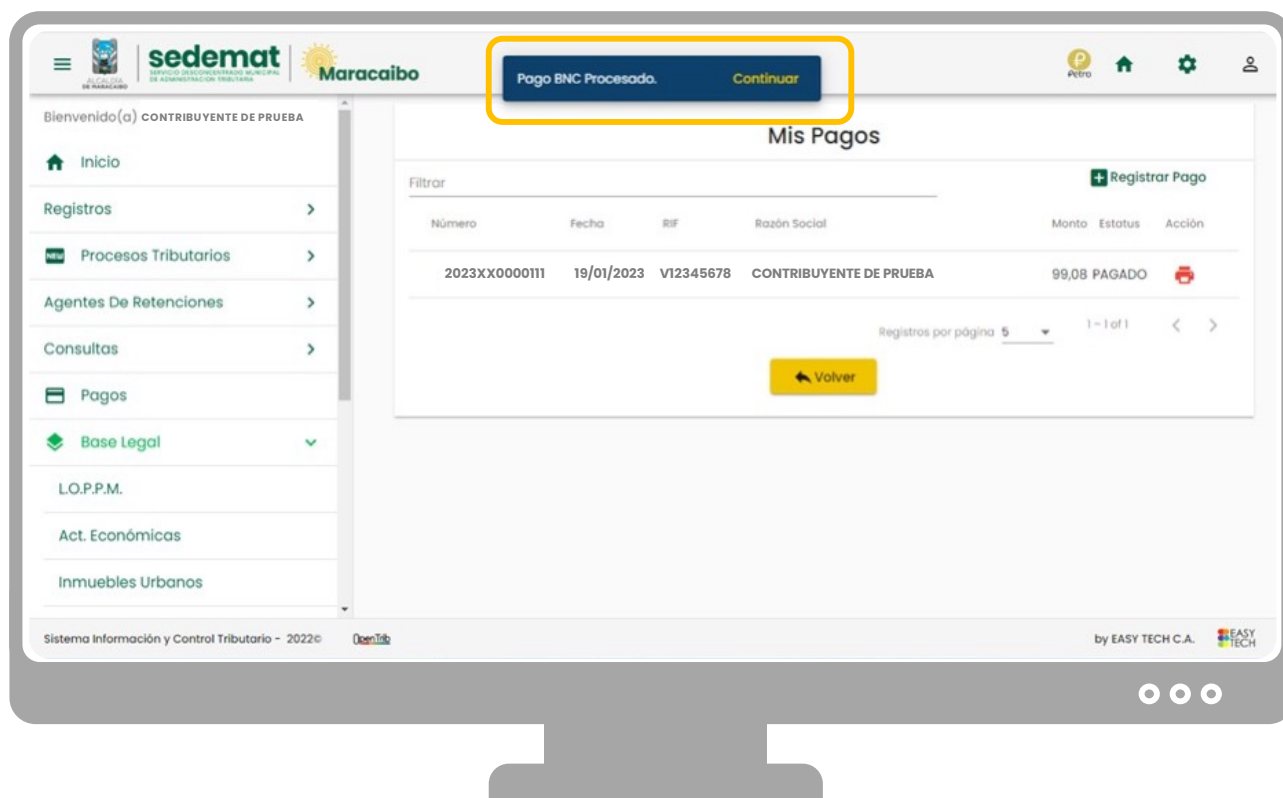 sedemat
SERVICIO DESCONCENTRADO MUNICIPAL
DE ADMINISTRACIÓN TRIBUTARIA
ALCALDÍA
DE MARACAIBO
Maracaibo
Pago BNC Procesado. Continuar
Petro
Bienvenido(a) CONTRIBUYENTE DE PRUEBA
Inicio
Registros
NEW Procesos Tributarios
Agentes De Retenciones
Consultas
Pagos
Base Legal
L.O.P.P.M.
Act. Económicas
Inmuebles Urbanos
Mis Pagos
Filtrar
Registrar Pago
Número Fecha RIF Razón Social Monto Estatus Acción
2023XX0000111 19/01/2023 V12345678 CONTRIBUYENTE DE PRUEBA 99,08 PAGADO
Registros por página 5 1 – 1 of 1
Volver
Sistema Información y Control Tributario - 2022© OpenTrib by EASY TECH C.A. EASY
TECH